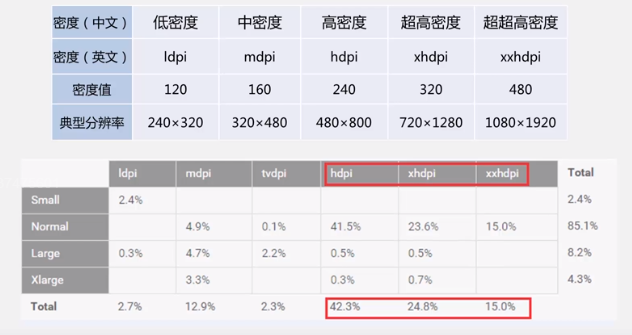 密度（中文） 低密度 中密度 高密度 超高密度 超超高密度
密度（英文） ldpi mdpi hdpi xhdpi xxhdpi
密度值 120 160 240 320 480
典型分辨率 240×320 320×480 480×800 720×1280 1080×1920
ldpi mdpi tvdpi hdpi xhdpi xxhdpi Total
Small 2.4% 2.4%
Normal 4.9% 0.1% 41.5% 23.6% 15.0% 85.1%
Large 0.3% 4.7% 2.2% 0.5% 0.5% 8.2%
Xlarge 3.3% 0.3% 0.7% 4.3%
Total 2.7% 12.9% 2.3% 42.3% 24.8% 15.0%